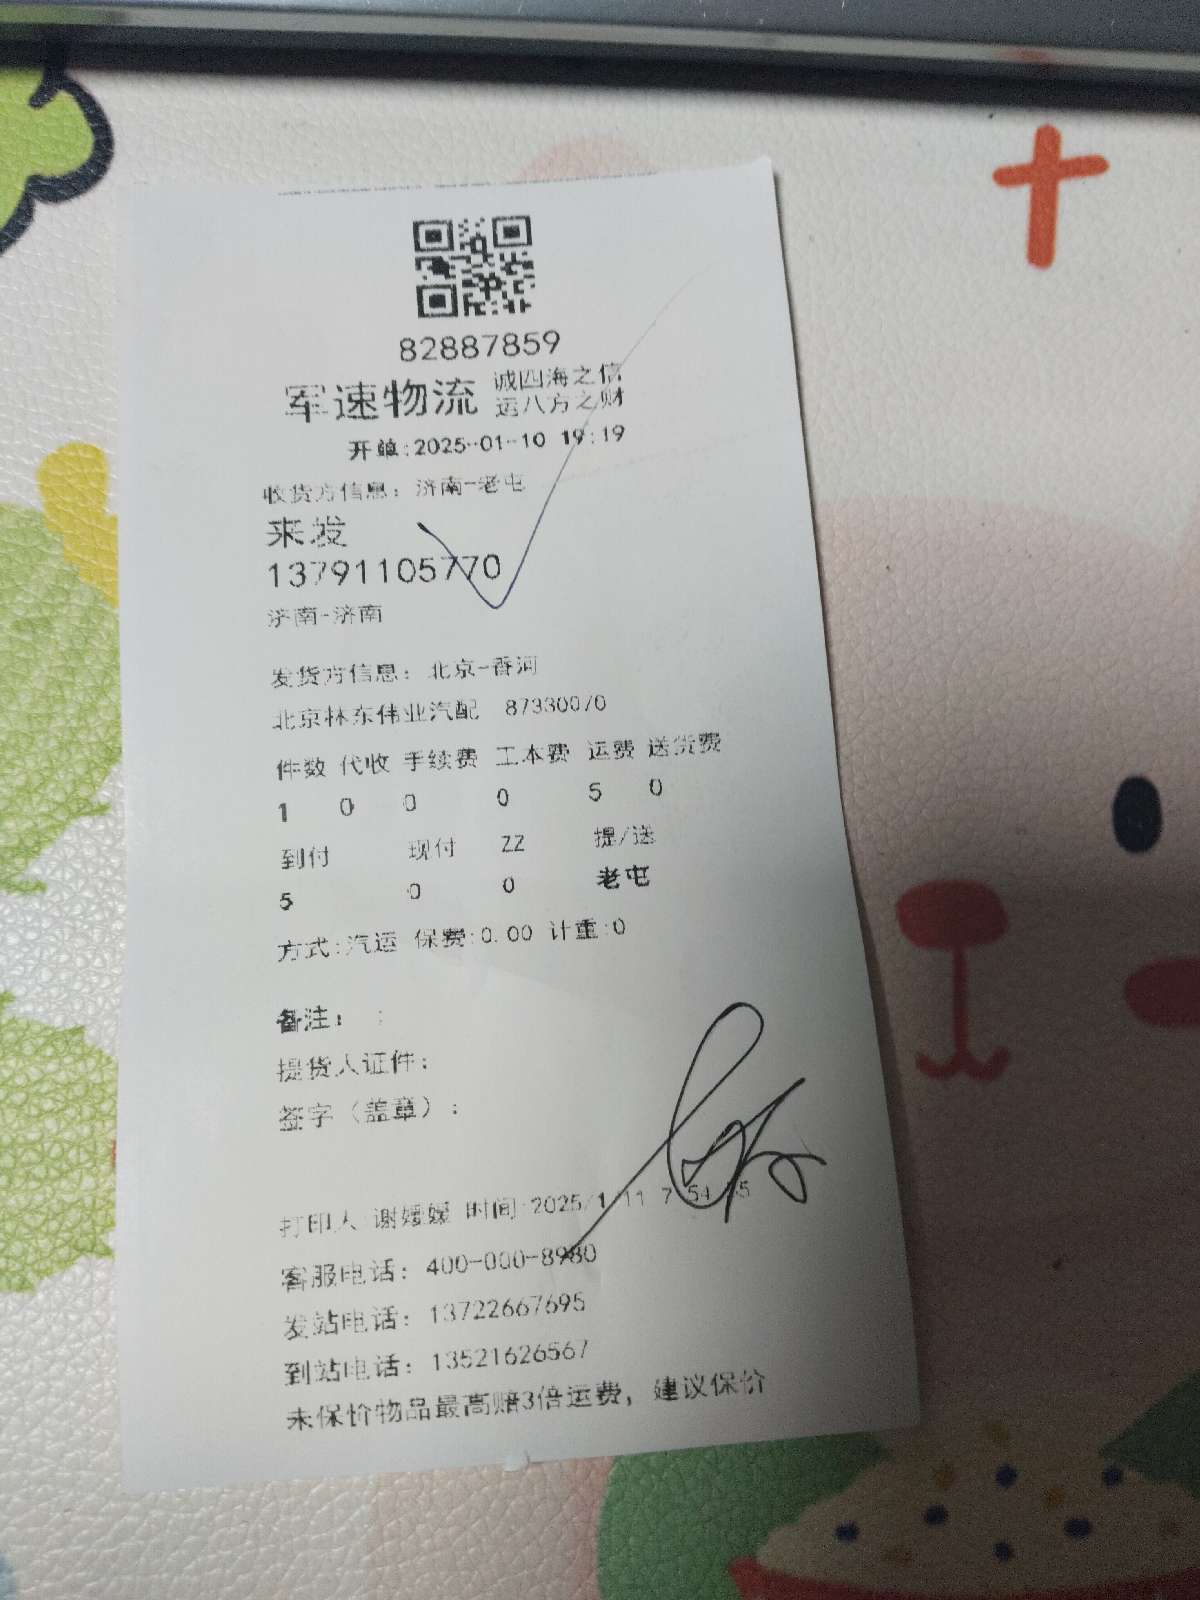 82887859
军速物流 诚四海之信
运八方之财
开单:2025-01-10 19:19
收货方信息：济南-老屯
来发
13791105770
济南-济南
发货方信息：北京-香河
北京林东伟业汽配 87330070
件数 代收 手续费 工本费 运费 送货费
1 0 0 0 5 0
到付 现付 ZZ 提/送
5 0 0 老屯
方式:汽运 保费:0.00 计重:0
备注： :
提货人证件：
签字（盖章）：
打印人:谢媛媛 时间:2025/1/11 7:54
客服电话：400-000-8980
发站电话：13722667695
到站电话：13521626567
未保价物品最高赔3倍运费，建议保价